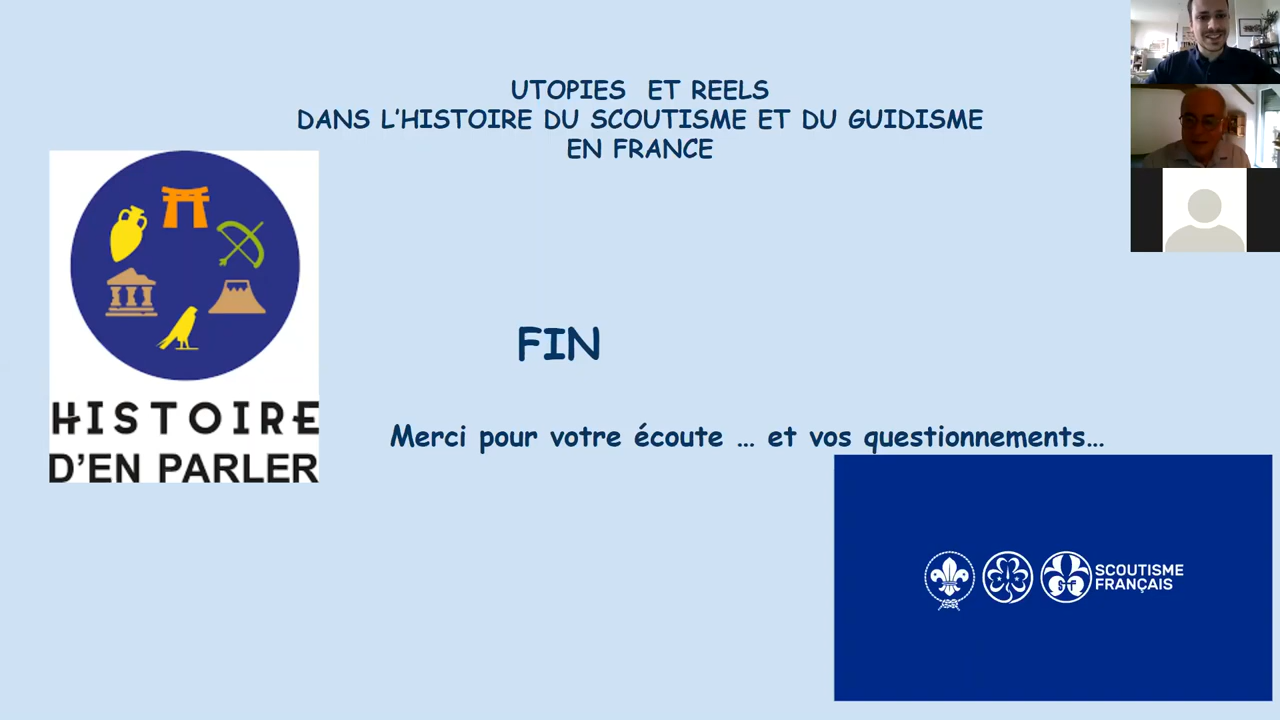 UTOPIES ET REELS
DANS L'HISTOIRE DU SCOUTISME ET DU GUIDISME
EN FRANCE
HISTOIRE
D'EN PARLER
FIN
Merci pour votre écoute … et vos questionnements…
SCOUTISME
FRANÇAIS